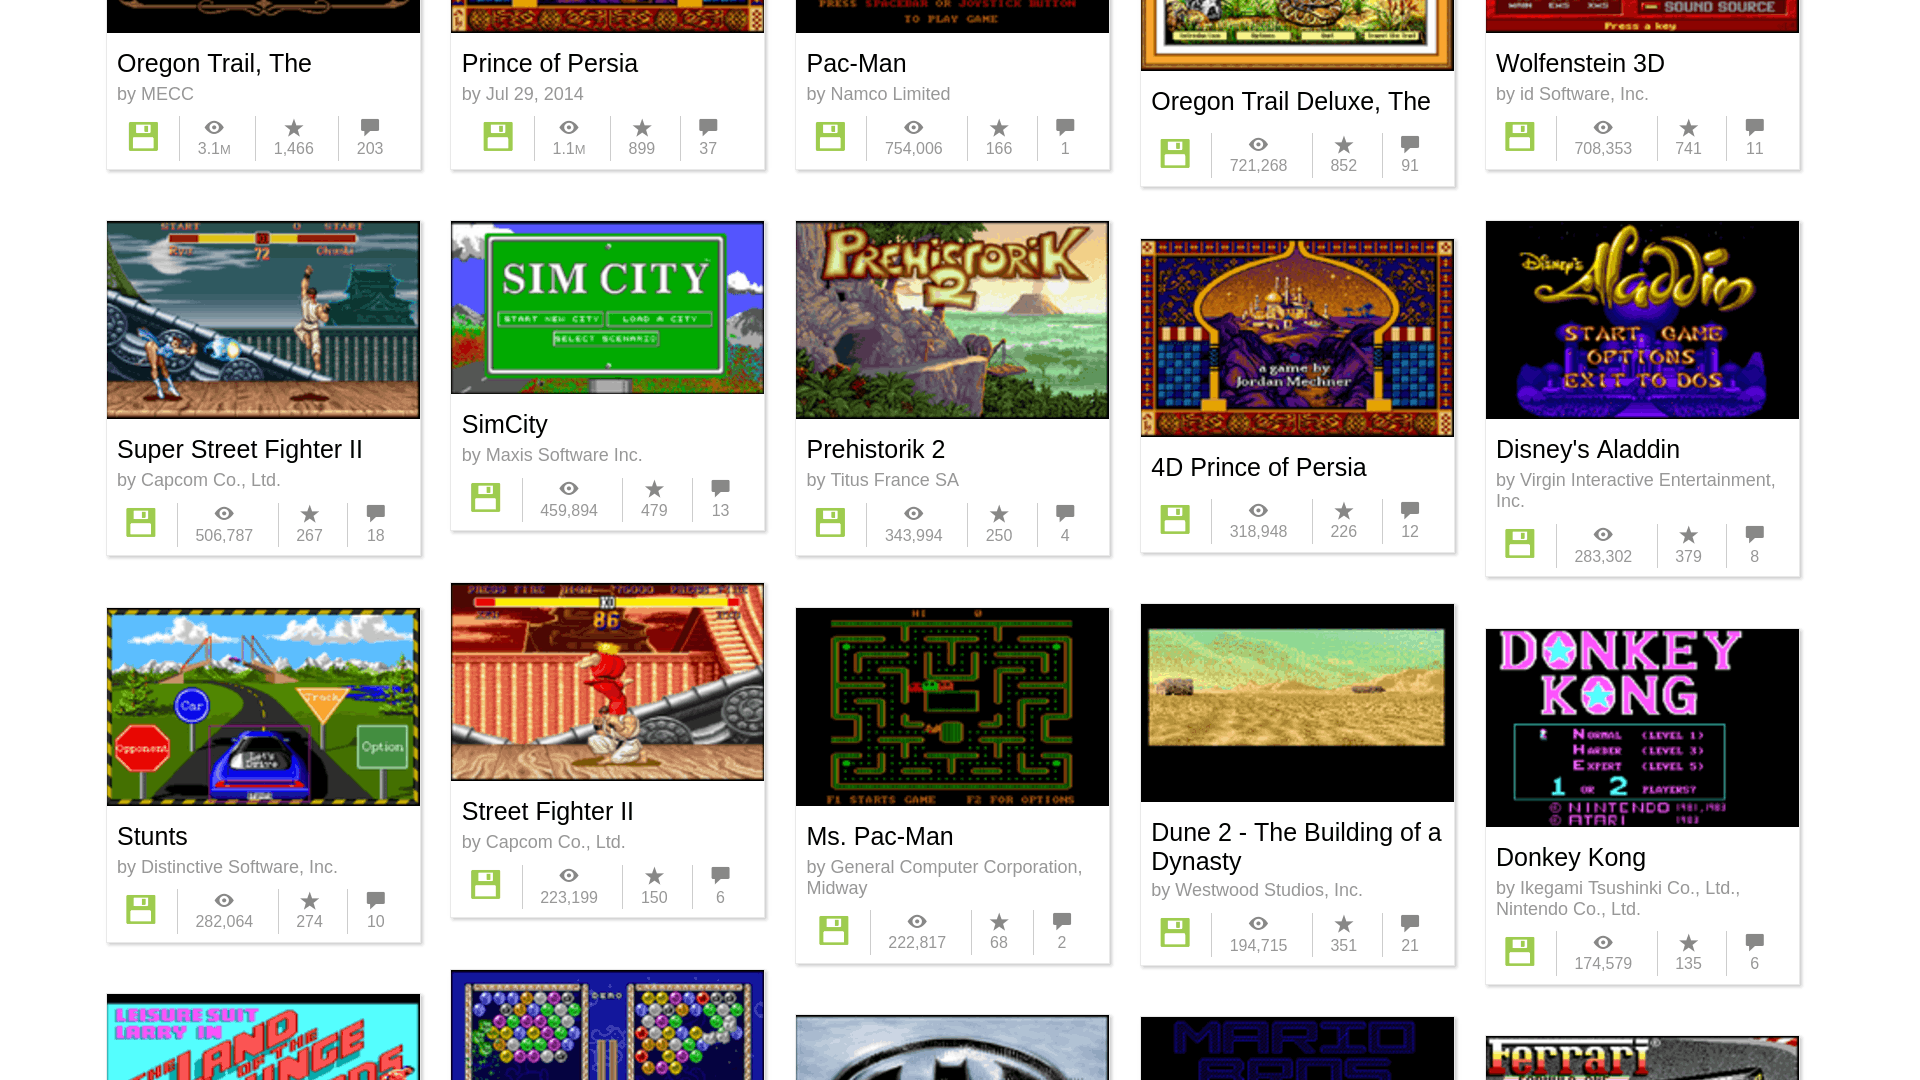 PRESS SPACEBAR OR JOYSTICK BUTTON
TO PLAY GAME
SOUND SOURCE
Press a key
Oregon Trail, The
by MECC
3.1M
1,466
203
Prince of Persia
by Jul 29, 2014
1.1M
899
37
Pac-Man
by Namco Limited
754,006
166
1
Oregon Trail Deluxe, The
721,268
852
91
Wolfenstein 3D
by id Software, Inc.
708,353
741
11
START 0 START
72
Super Street Fighter II
by Capcom Co., Ltd.
506,787
267
18
SIM CITY
START NEW CITY
LOAD A CITY
SELECT SCENARIO
SimCity
by Maxis Software Inc.
459,894
479
13
PREHISTORIK
2
Prehistorik 2
by Titus France SA
343,994
250
4
a game by
Jordan Mechner
4D Prince of Persia
318,948
226
12
Disney's
Aladdin
START GAME
OPTIONS
EXIT TO DOS
Disney's Aladdin
by Virgin Interactive Entertainment,
Inc.
283,302
379
8
Car
Truck
Opponent
Option
Let's
Drive
Stunts
by Distinctive Software, Inc.
282,064
274
10
KO
86
Street Fighter II
by Capcom Co., Ltd.
223,199
150
6
HI 0
F1 STARTS GAME F2 FOR OPTIONS
Ms. Pac-Man
by General Computer Corporation,
Midway
222,817
68
2
Dune 2 - The Building of a
Dynasty
by Westwood Studios, Inc.
194,715
351
21
DONKEY
KONG
NORMAL (LEVEL 1)
HARDER (LEVEL 3)
EXPERT (LEVEL 5)
1 OR 2 PLAYERS?
© NINTENDO 1981,1983
© ATARI 1983
Donkey Kong
by Ikegami Tsushinki Co., Ltd.,
Nintendo Co., Ltd.
174,579
135
6
LEISURE SUIT
LARRY IN
THE LAND
OF THE
LOUNGE
DEMO
MARIO
BROS
Ferrari